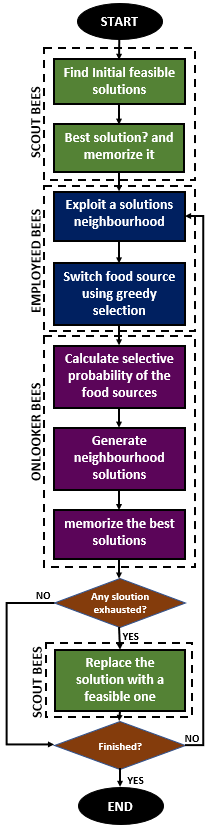 START
SCOUT BEES
Find Initial feasible
solutions
Best solution? and
memorize it
EMPLOYEED BEES
Exploit a solutions
neighbourhood
Switch food source
using greedy
selection
ONLOOKER BEES
Calculate selective
probability of the
food sources
Generate
neighbourhood
solutions
memorize the best
solutions
Any sloution
exhausted?
NO
YES
SCOUT BEES
Replace the
solution with a
feasible one
Finished?
NO
YES
END